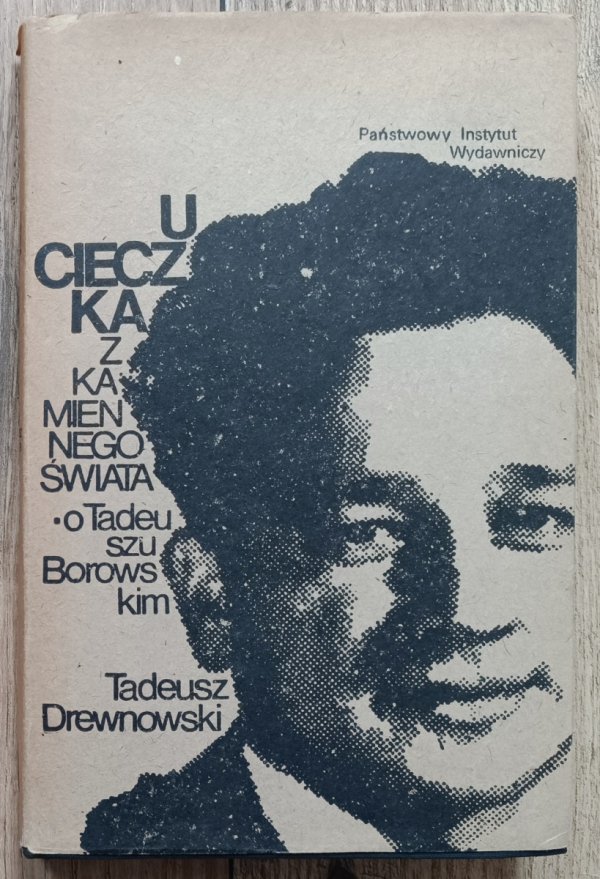 Państwowy Instytut
Wydawniczy
U
CIECZ
KA
Z
KA
MIEN
NEGO
ŚWIATA
·o Tadeu
szu
Borows
kim
Tadeusz
Drewnowski